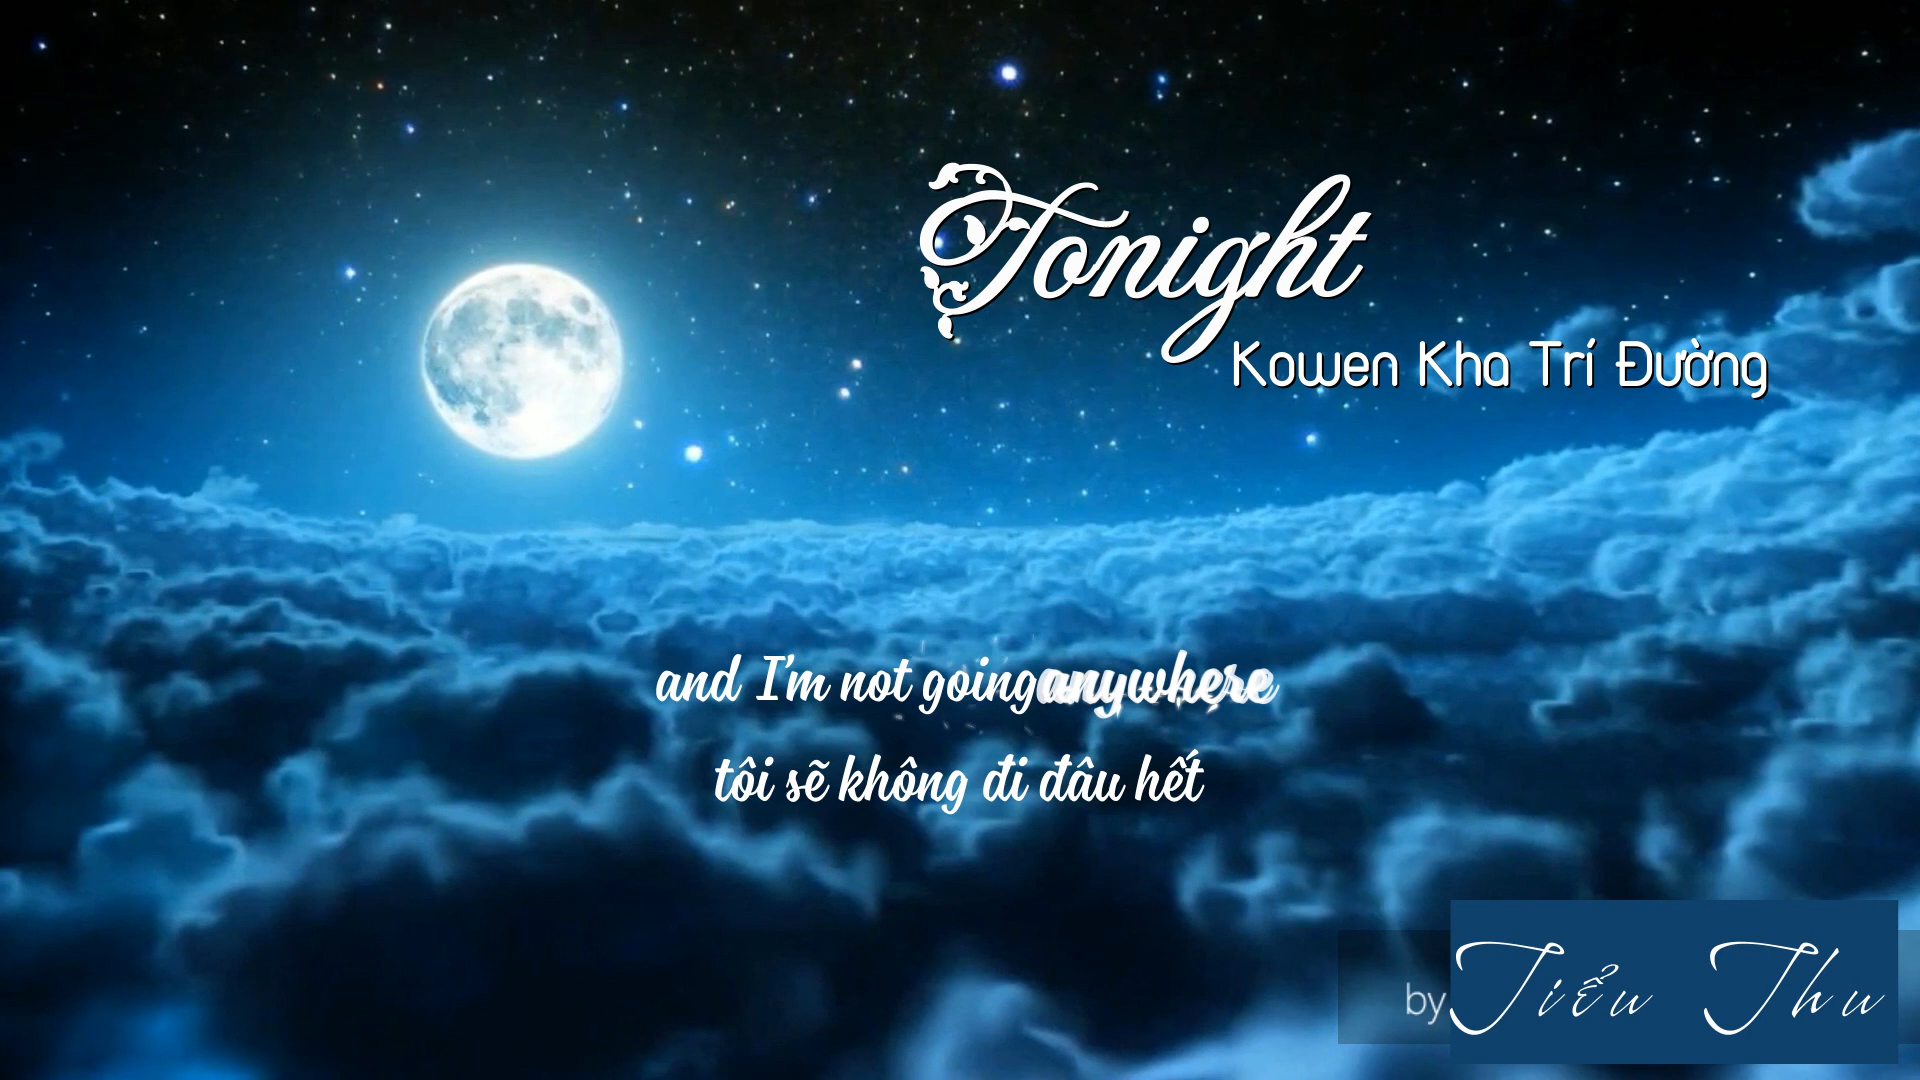 Tonight
Kowen Kha Trí Đường
and I'm not going anywhere
tôi sẽ không đi đâu hết
by Tiểu Thu